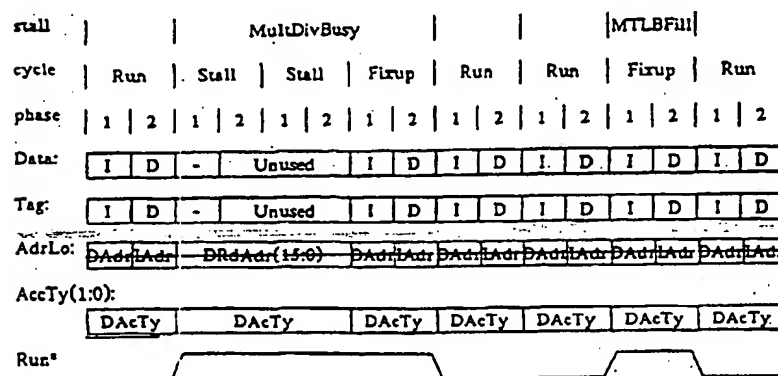 stall | | MultDivBusy | | |MTLBFill|
cycle | Run | Stall | Stall | Fixup | Run | Run | Fixup | Run
phase | 1 | 2 | 1 | 2 | 1 | 2 | 1 | 2 | 1 | 2 | 1 | 2 | 1 | 2 | 1 | 2
Data: I D - Unused I D I D I D I D I D
Tag: I D - Unused I D I D I D I D I D
AdrLo: DAdr IAdr DRdAdr(15:0) DAdr IAdr DAdr IAdr DAdr IAdr DAdr IAdr DAdr IAdr
AccTy(1:0):
DAcTy DAcTy DAcTy DAcTy DAcTy DAcTy DAcTy
Run*